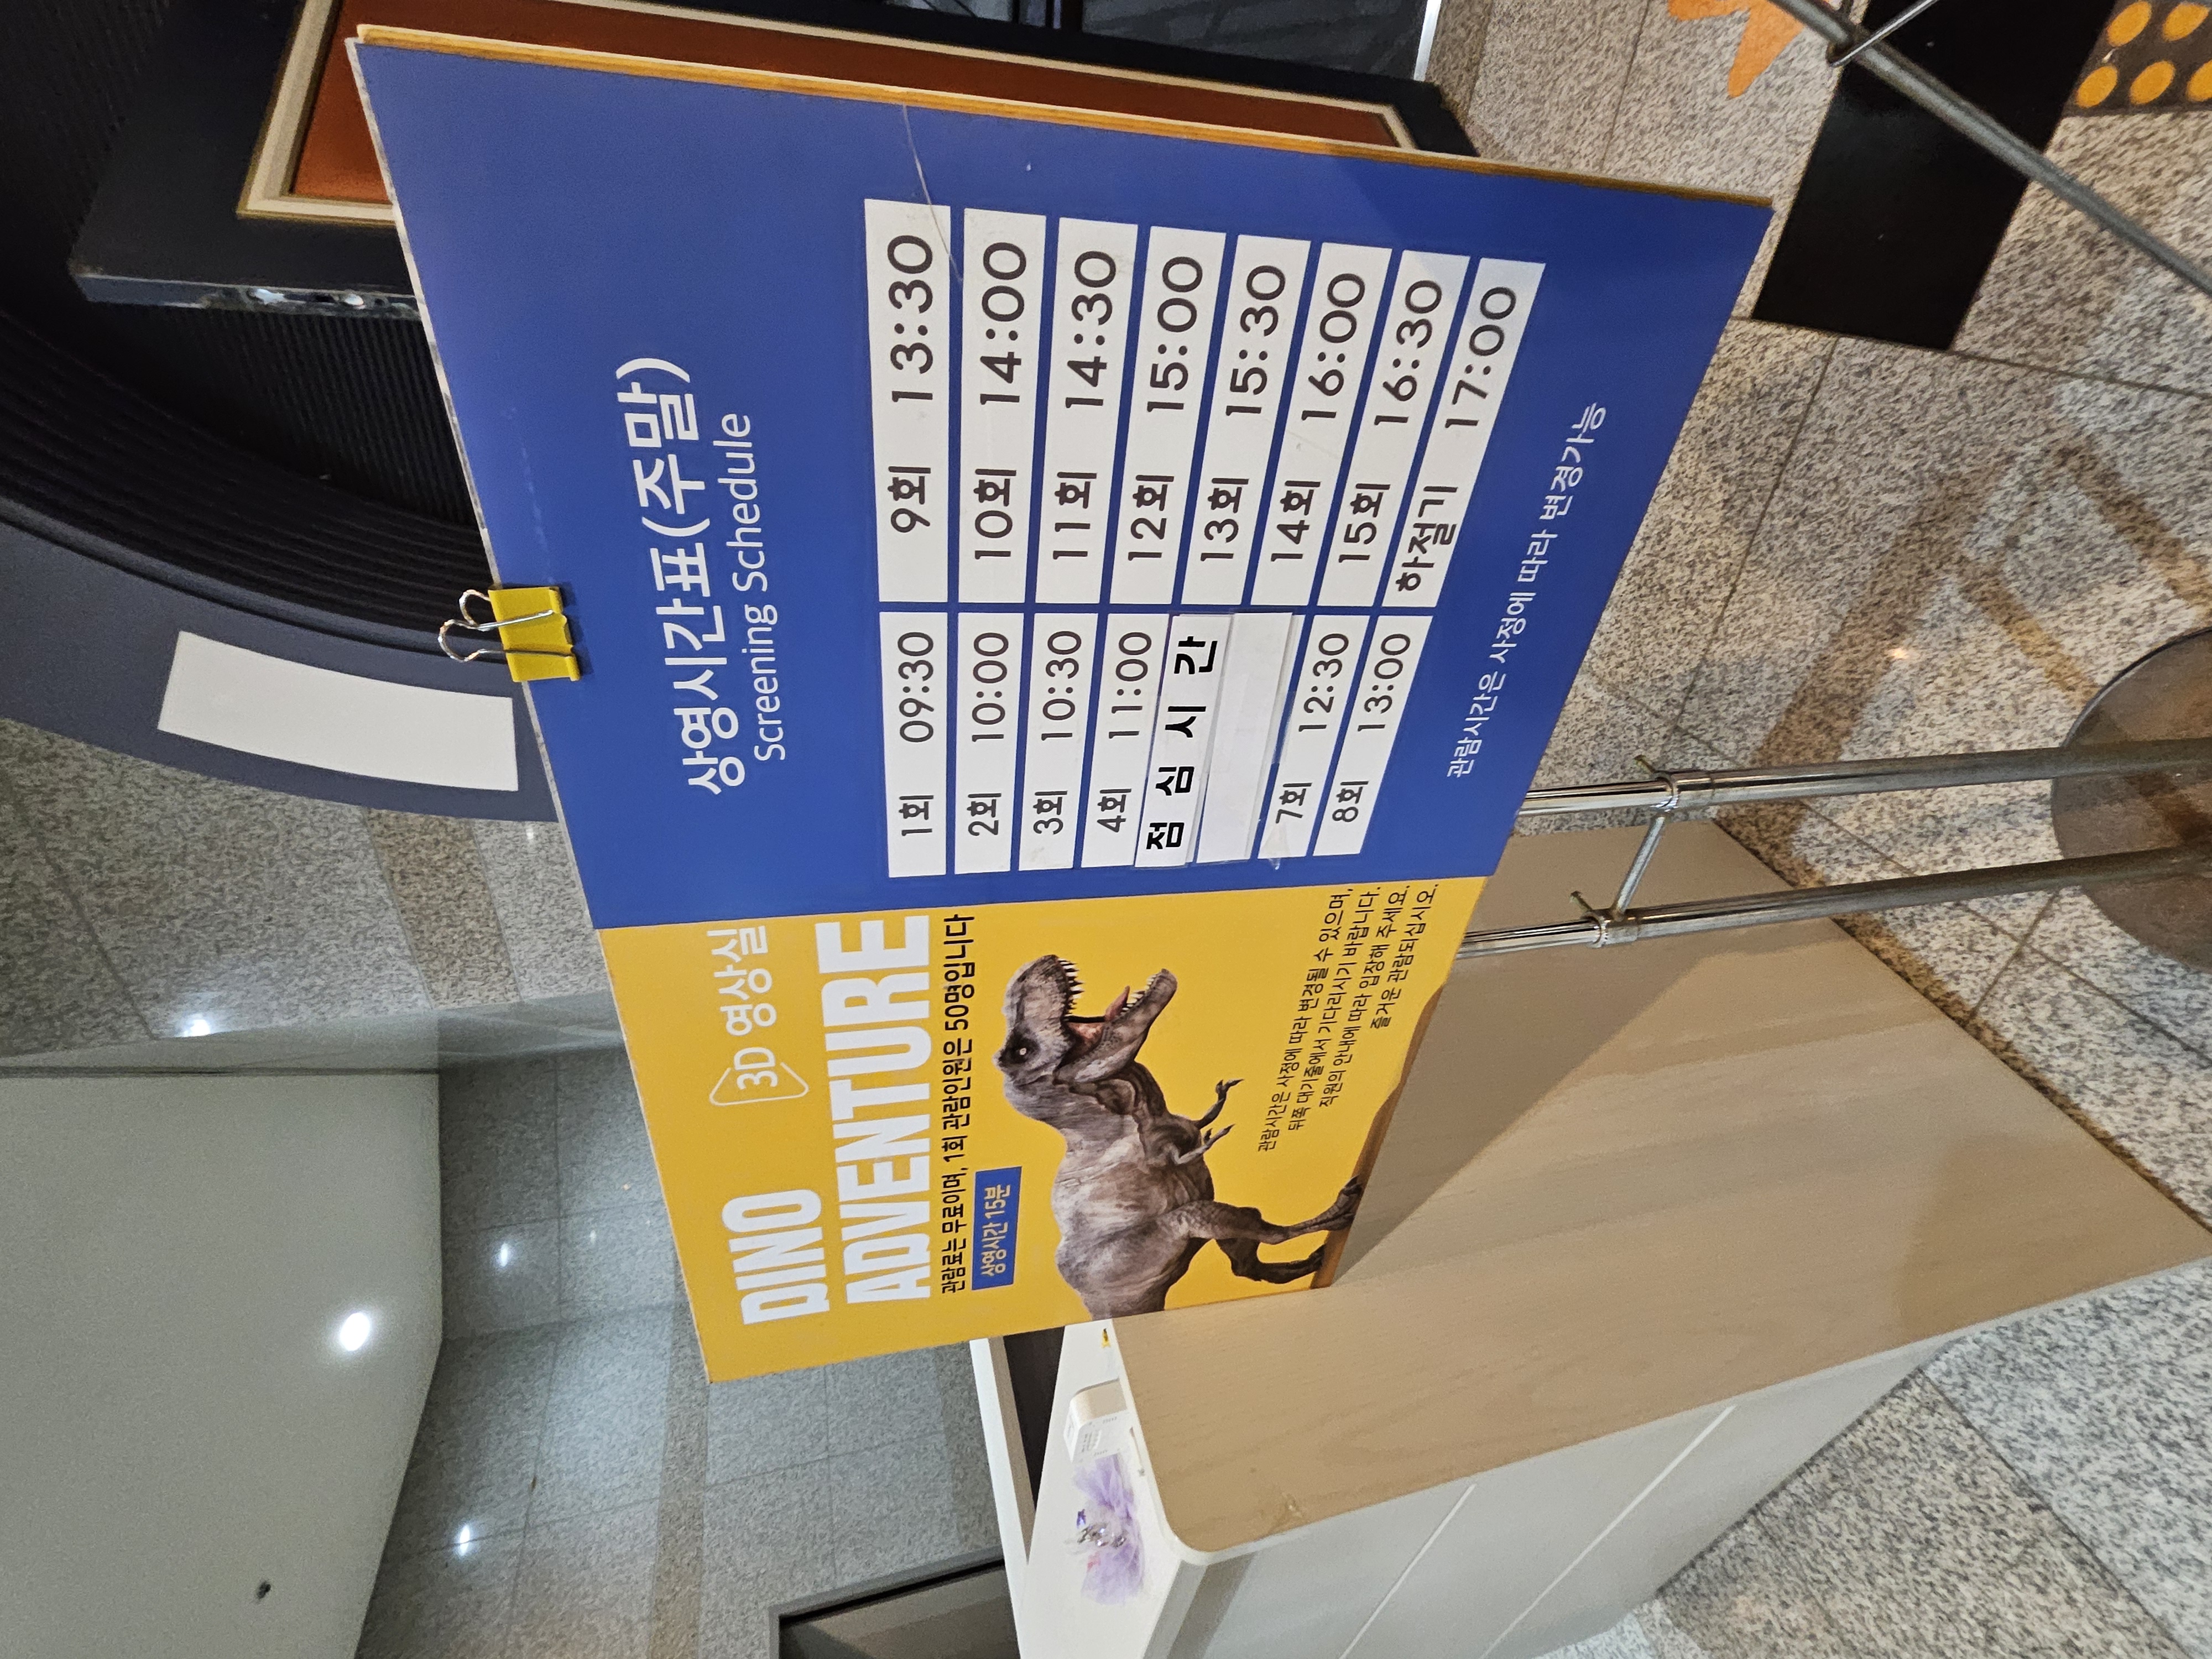 3D 영상실
DINO
ADVENTURE
관람료는 무료이며, 1회 관람인원은 50명입니다
상영시간 15분
관람시간은 사정에 따라 변경될 수 있으며,
뒤쪽 대기줄에서 기다리시기 바랍니다.
직원의 안내에 따라 입장해 주세요.
즐거운 관람되십시오.
상영시간표(주말)
Screening Schedule
1회 09:30
2회 10:00
3회 10:30
4회 11:00
점 심 시 간
7회 12:30
8회 13:00
9회 13:30
10회 14:00
11회 14:30
12회 15:00
13회 15:30
14회 16:00
15회 16:30
하절기 17:00
관람시간은 사정에 따라 변경가능